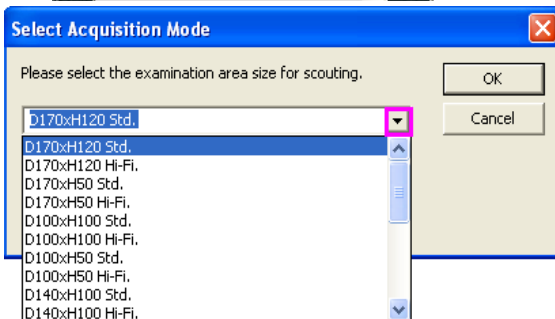 Select Acquisition Mode
Please select the examination area size for scouting.
OK
D170xH120 Std.
Cancel
D170xH120 Std.
D170xH120 Hi-Fi.
D170xH50 Std.
D170xH50 Hi-Fi.
D100xH100 Std.
D100xH100 Hi-Fi.
D100xH50 Std.
D100xH50 Hi-Fi.
D140xH100 Std.
D140xH100 Hi-Fi.